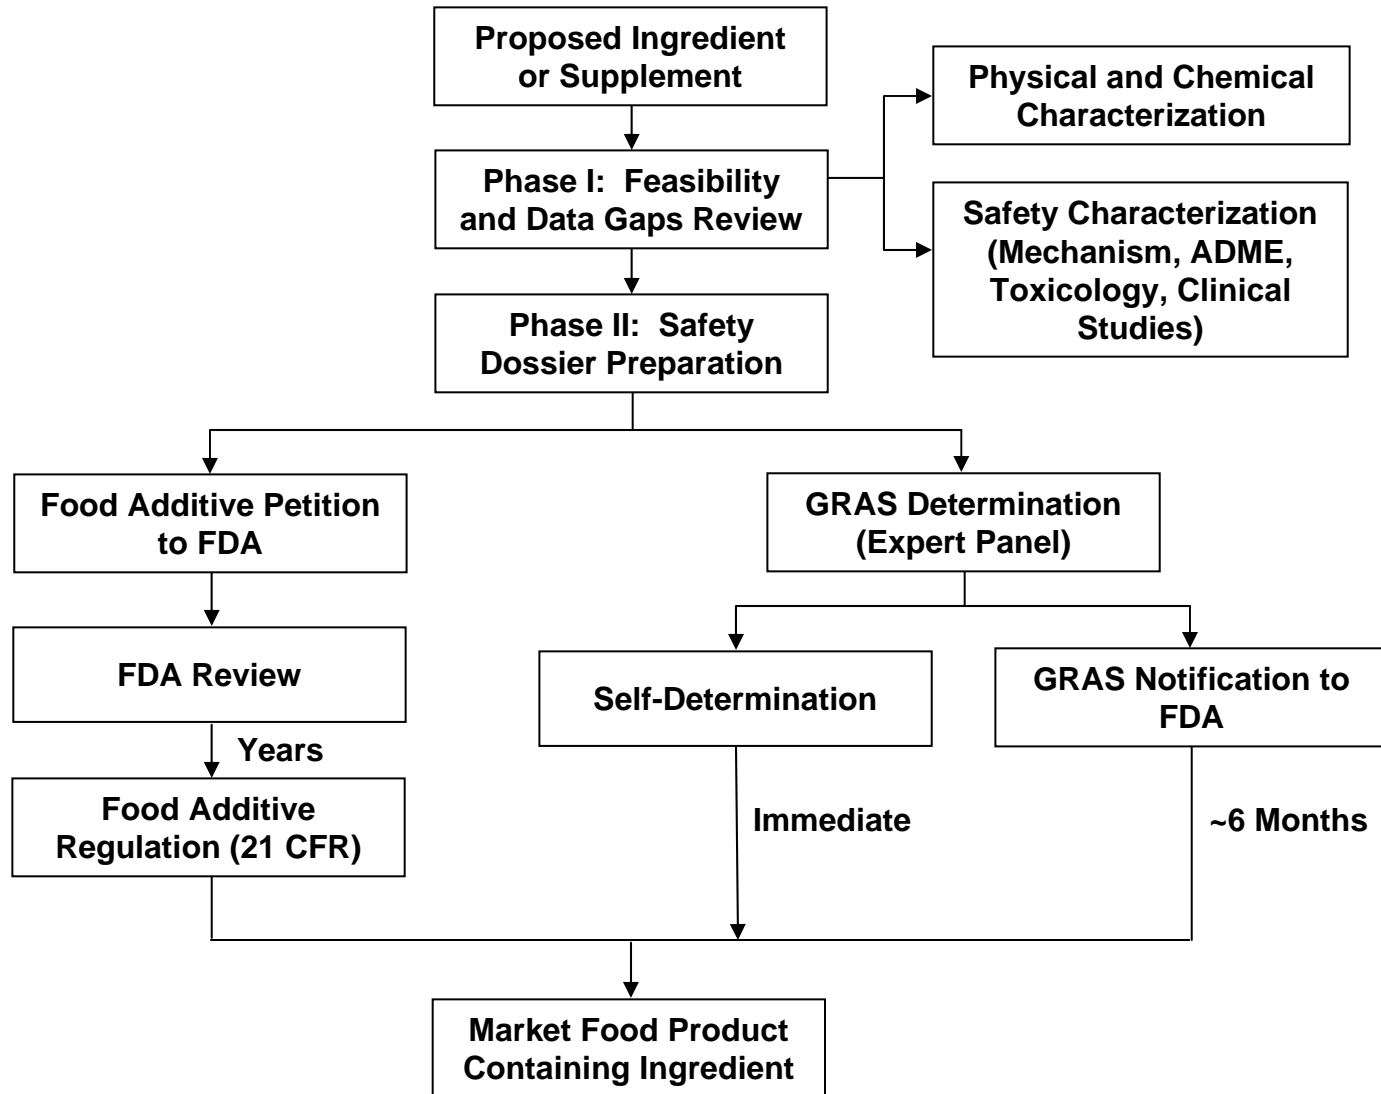 Proposed Ingredient
or Supplement
Physical and Chemical
Characterization
Phase I:  Feasibility
and Data Gaps Review
Safety Characterization
(Mechanism, ADME,
Toxicology, Clinical
Studies)
Phase II:  Safety
Dossier Preparation
Food Additive Petition
to FDA
GRAS Determination
(Expert Panel)
FDA Review
Self-Determination
GRAS Notification to
FDA
Years
Food Additive
Regulation (21 CFR)
Immediate
~6 Months
Market Food Product
Containing Ingredient